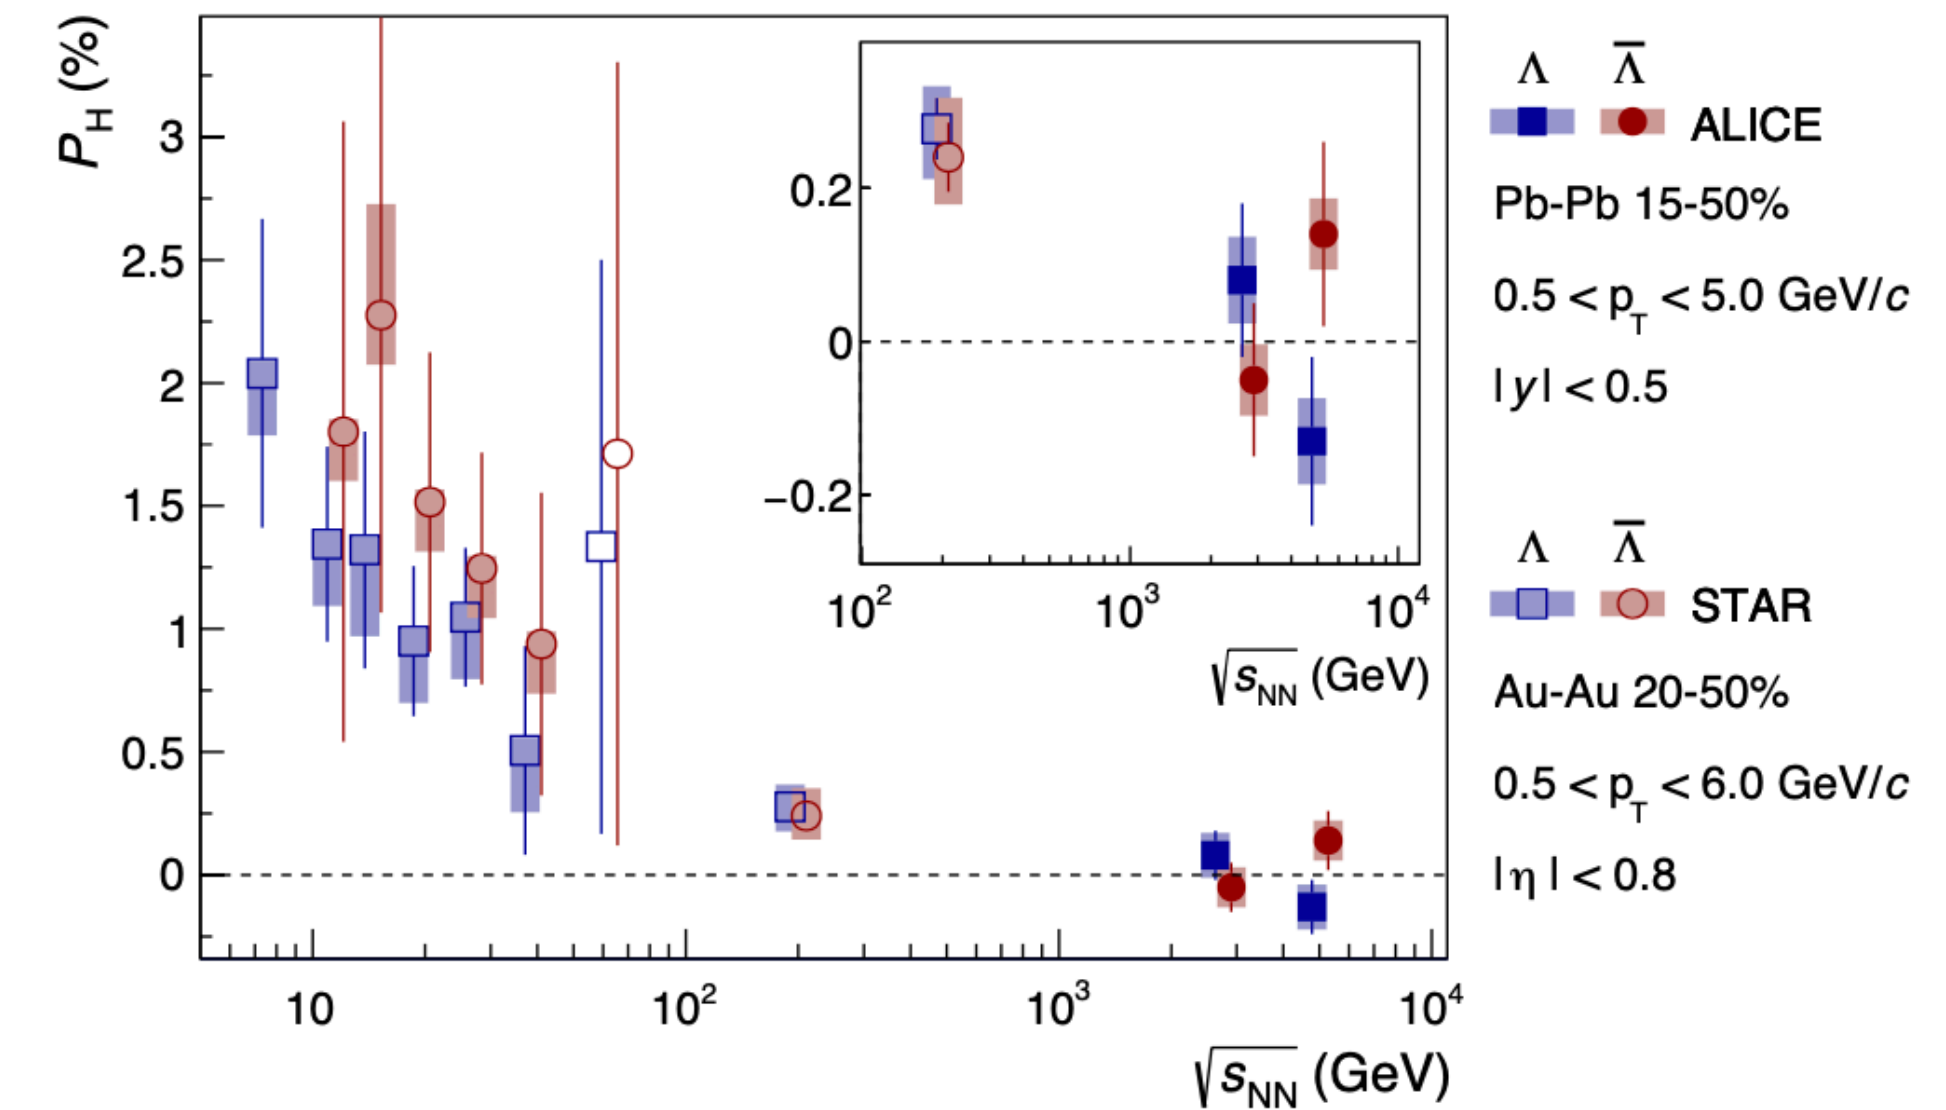 P_H (%)
3
2.5
2
1.5
1
0.5
0
10
10^2
10^3
10^4
√s_NN (GeV)
0.2
0
−0.2
10^2
10^3
10^4
√s_NN (GeV)
Λ Λ̅
ALICE
Pb-Pb 15-50%
0.5 < p_T < 5.0 GeV/c
|y| < 0.5
Λ Λ̅
STAR
Au-Au 20-50%
0.5 < p_T < 6.0 GeV/c
|η| < 0.8